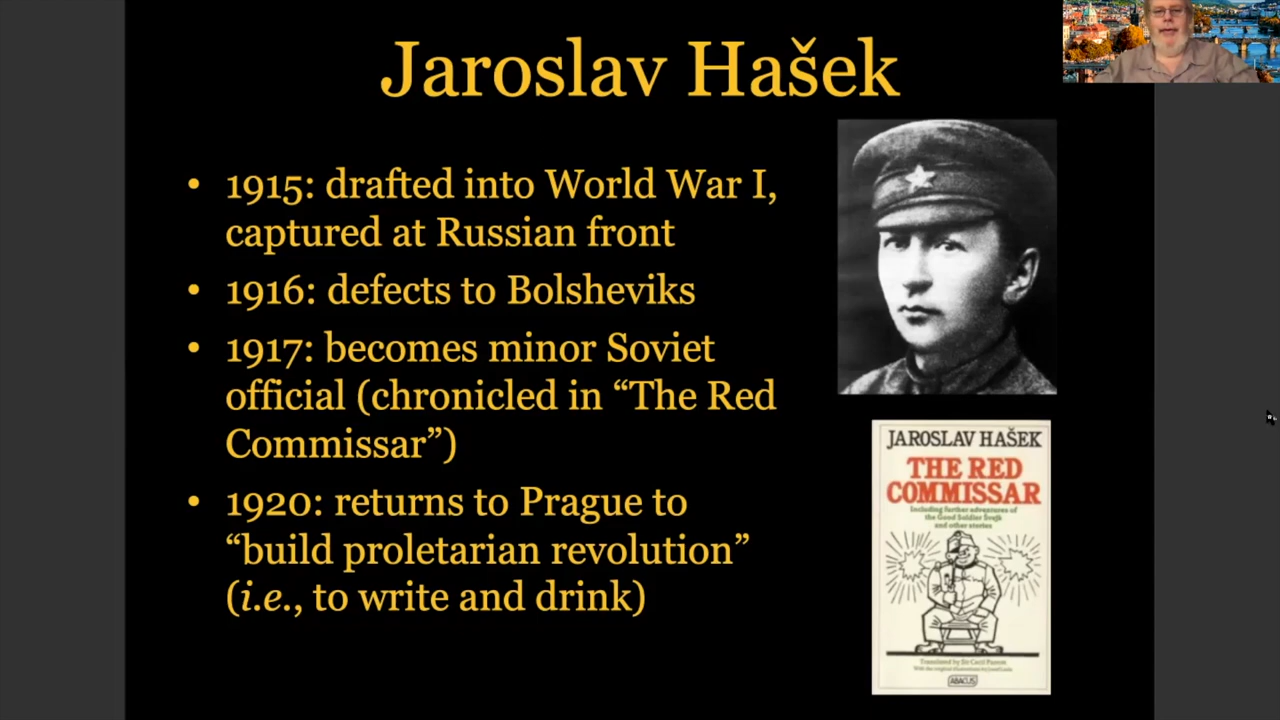 Jaroslav Hašek
• 1915: drafted into World War I,
captured at Russian front
• 1916: defects to Bolsheviks
• 1917: becomes minor Soviet
official (chronicled in “The Red
Commissar”)
• 1920: returns to Prague to
“build proletarian revolution”
(i.e., to write and drink)
JAROSLAV HAŠEK
THE RED
COMMISSAR
Including further adventures of
the Good Soldier Švejk
and other stories
Translated by Sir Cecil Parrott
With the original illustrations by Josef Lada
ABACUS